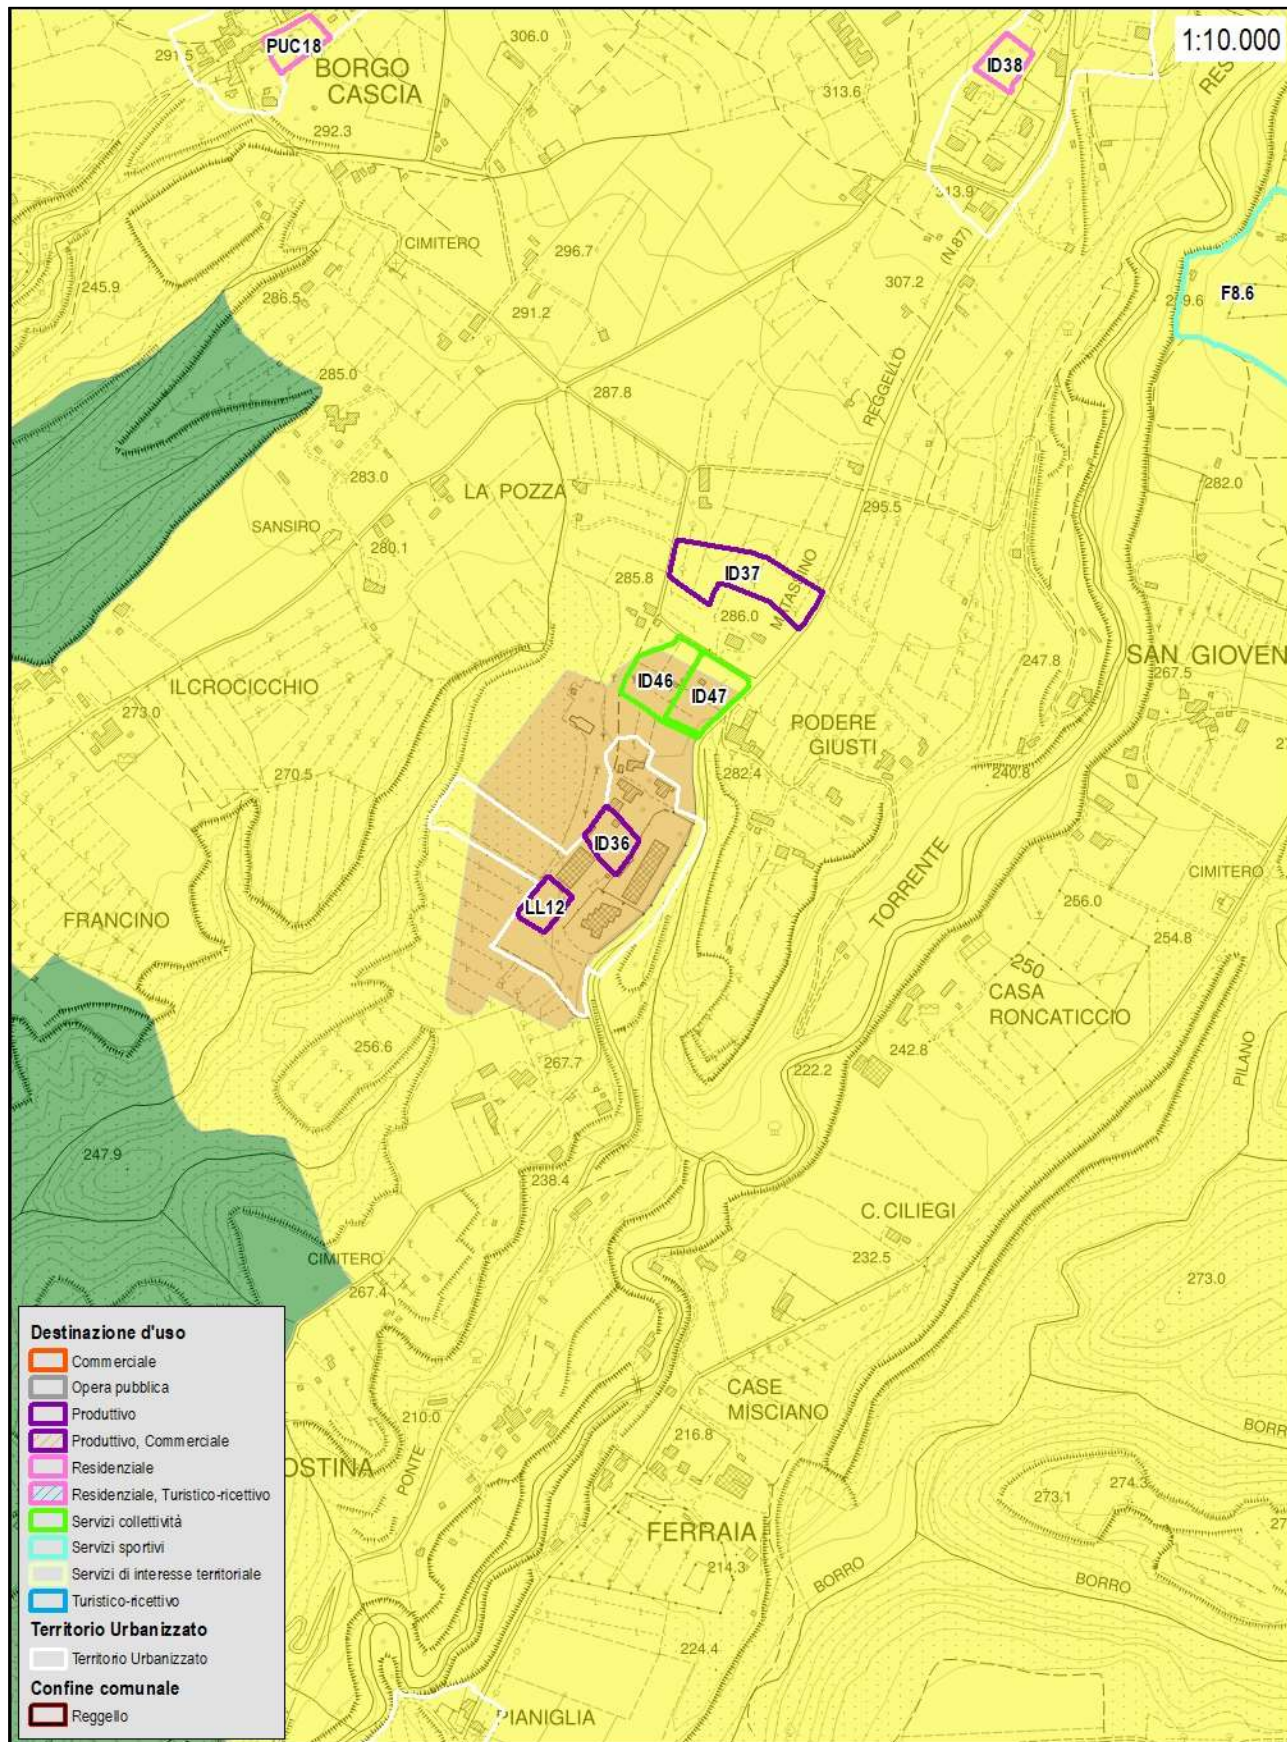 1:10.000
PUC18
291.5
BORGO
CASCIA
306.0
ID38
313.6
292.3
313.9
CIMITERO
296.7
(N.87)
307.2
245.9
286.5
291.2
F8.6
285.0
287.8
REGGELLO
283.0
LA POZZA
282.0
SANSIRO
280.1
295.5
ID37
285.8
MATASSINO
286.0
247.8
SAN GIOVEN
267.5
ILCROCICCHIO
ID46
ID47
273.0
PODERE
GIUSTI
270.5
282.4
240.8
ID36
TORRENTE
CIMITERO
LL12
256.0
FRANCINO
254.8
250
CASA
RONCATICCIO
256.6
267.7
242.8
222.2
PILANO
247.9
238.4
C. CILIEGI
CIMITERO
232.5
267.4
273.0
Destinazione d'uso
Commerciale
Opera pubblica
Produttivo
Produttivo, Commerciale
Residenziale
Residenziale, Turistico-ricettivo
Servizi collettività
Servizi sportivi
Servizi di interesse territoriale
Turistico-ricettivo
Territorio Urbanizzato
Territorio Urbanizzato
Confine comunale
Reggello
CASE
MISCIANO
210.0
216.8
BORR
OSTINA
PONTE
273.1
274.3
FERRAIA
214.3
BORRO
BORRO
224.4
PIANIGLIA